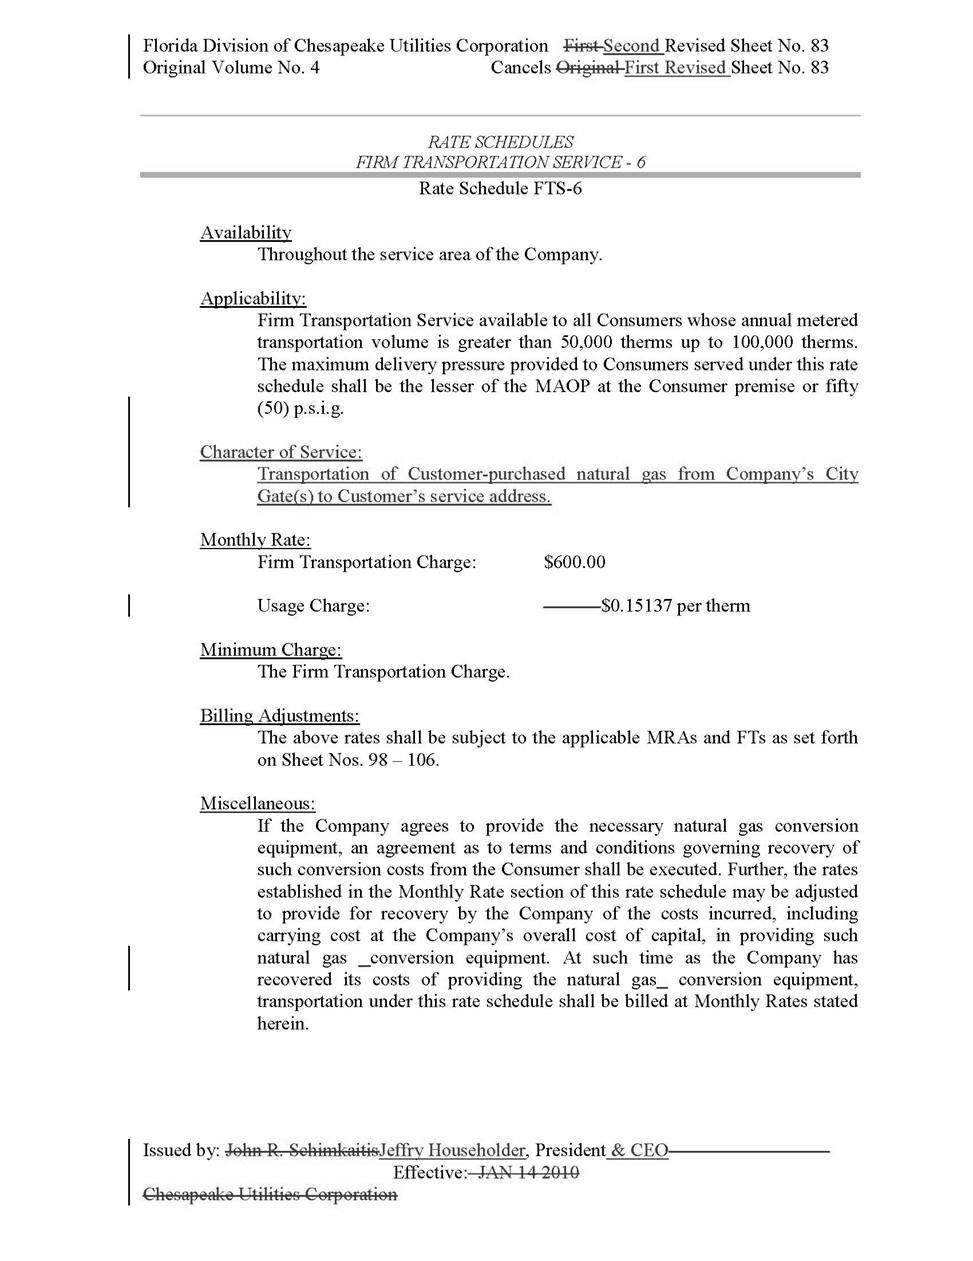 Florida Division of Chesapeake Utilities Corporation First Second Revised Sheet No. 83
Original Volume No. 4 Cancels Original First Revised Sheet No. 83
RATE SCHEDULES
FIRM TRANSPORTATION SERVICE - 6
Rate Schedule FTS-6
Availability
Throughout the service area of the Company.
Applicability:
Firm Transportation Service available to all Consumers whose annual metered
transportation volume is greater than 50,000 therms up to 100,000 therms.
The maximum delivery pressure provided to Consumers served under this rate
schedule shall be the lesser of the MAOP at the Consumer premise or fifty
(50) p.s.i.g.
Character of Service:
Transportation of Customer-purchased natural gas from Company’s City
Gate(s) to Customer’s service address.
Monthly Rate:
Firm Transportation Charge: $600.00
Usage Charge: $0.15137 per therm
Minimum Charge:
The Firm Transportation Charge.
Billing Adjustments:
The above rates shall be subject to the applicable MRAs and FTs as set forth
on Sheet Nos. 98 – 106.
Miscellaneous:
If the Company agrees to provide the necessary natural gas conversion
equipment, an agreement as to terms and conditions governing recovery of
such conversion costs from the Consumer shall be executed. Further, the rates
established in the Monthly Rate section of this rate schedule may be adjusted
to provide for recovery by the Company of the costs incurred, including
carrying cost at the Company’s overall cost of capital, in providing such
natural gas _conversion equipment. At such time as the Company has
recovered its costs of providing the natural gas_ conversion equipment,
transportation under this rate schedule shall be billed at Monthly Rates stated
herein.
Issued by: John R. SchimkaitisJeffry Householder, President & CEO
Effective: JAN 14 2010
Chesapeake Utilities Corporation